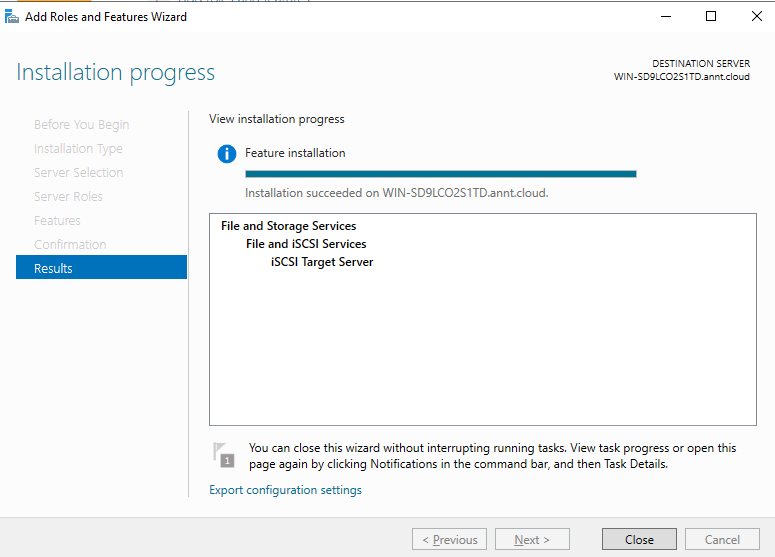 Add Roles and Features Wizard
Installation progress
DESTINATION SERVER
WIN-SD9LCO2S1TD.annt.cloud
Before You Begin
Installation Type
Server Selection
Server Roles
Features
Confirmation
Results
View installation progress
Feature installation
Installation succeeded on WIN-SD9LCO2S1TD.annt.cloud.
File and Storage Services
File and iSCSI Services
iSCSI Target Server
1
You can close this wizard without interrupting running tasks. View task progress or open this
page again by clicking Notifications in the command bar, and then Task Details.
Export configuration settings
< Previous
Next >
Close
Cancel